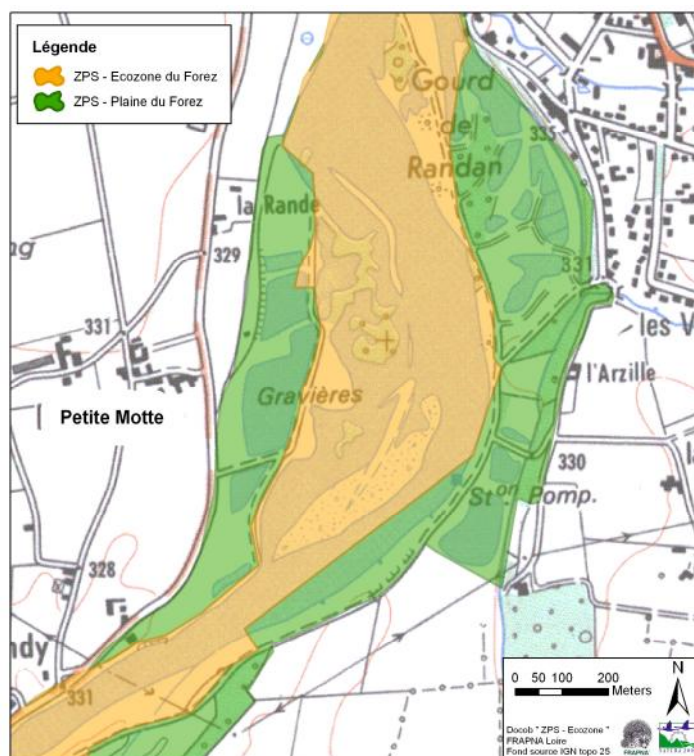 Légende
ZPS - Ecozone du Forez
ZPS - Plaine du Forez
Gourd
de
Randan
335
la Rande
329
331
331
les V
Petite Motte
Gravières
l'Arzille
330
St on Pomp.
328
ndy
331
N
0 50 100 200
Meters
Docob " ZPS - Ecozone "
FRAPNA Loire
Fond source IGN topo 25
FRAPNA